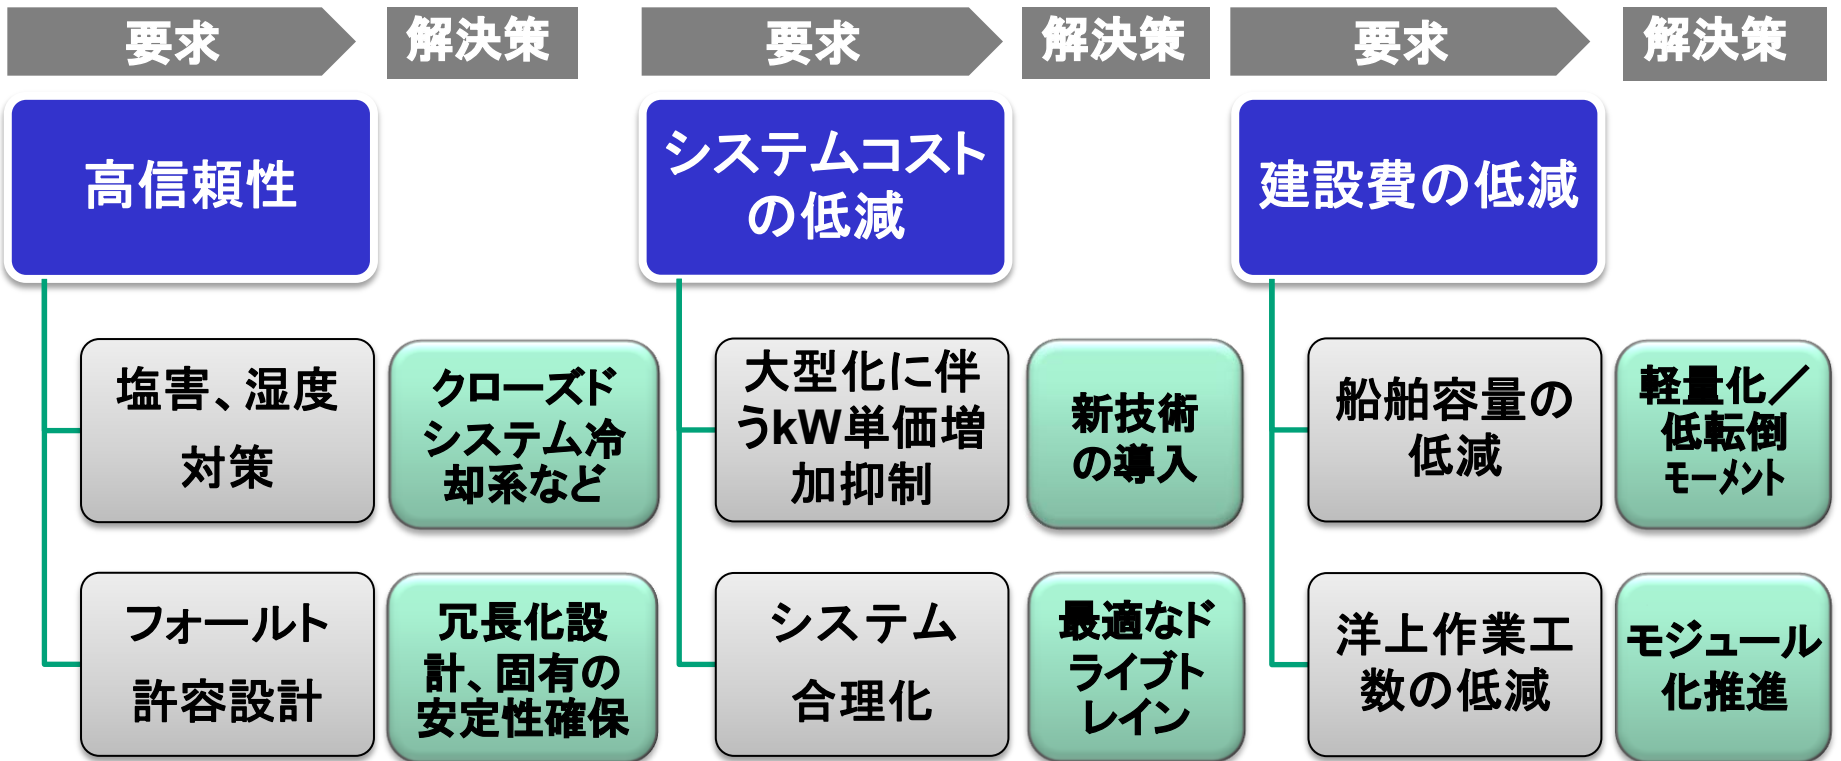 要求
解決策
要求
解決策
要求
解決策
高信頼性
システムコスト
の低減
建設費の低減
塩害、湿度
対策
クローズド
システム冷
却系など
大型化に伴
うkW単価増
加抑制
新技術
の導入
船舶容量の
低減
軽量化／
低転倒
モーメント
フォールト
許容設計
冗長化設
計、固有の
安定性確保
システム
合理化
最適なド
ライブト
レイン
洋上作業工
数の低減
モジュール
化推進